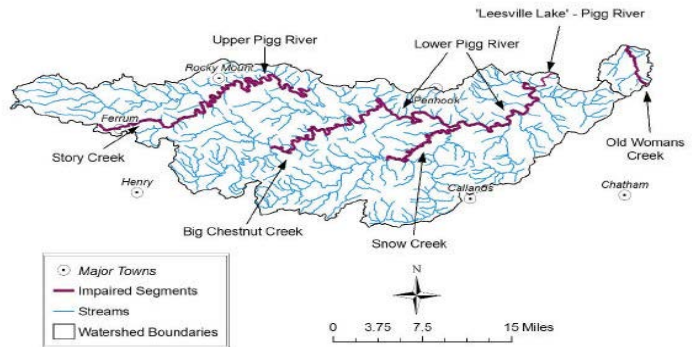 'Leesville Lake' - Pigg River
Upper Pigg River
Lower Pigg River
Rocky Mount
Penhook
Ferrum
Story Creek
Old Womans
Creek
Henry
Callands
Chatham
Big Chestnut Creek
Snow Creek
Major Towns
Impaired Segments
Streams
Watershed Boundaries
N
0 3.75 7.5 15 Miles